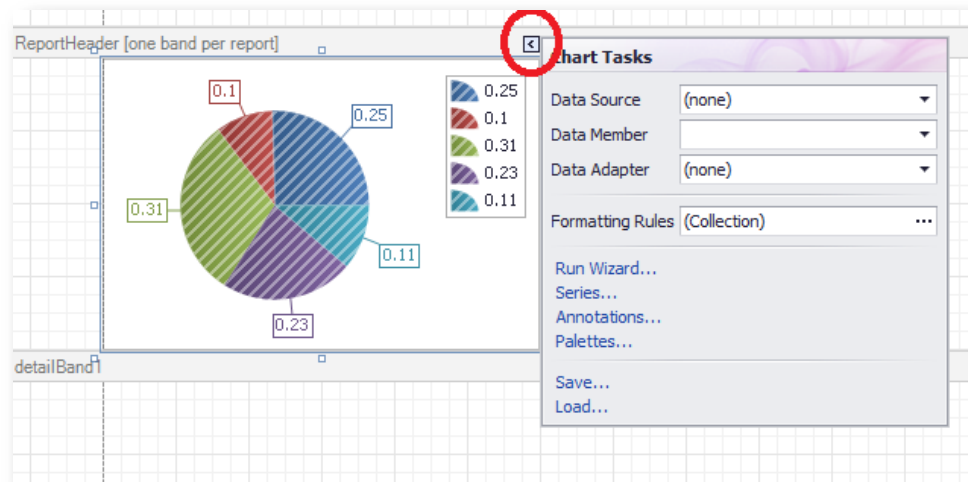 ReportHeader [one band per report]
Chart Tasks
0.1
0.25
0.31
0.11
0.23
0.25
0.1
0.31
0.23
0.11
Data Source (none)
Data Member
Data Adapter (none)
Formatting Rules (Collection) ...
Run Wizard...
Series...
Annotations...
Palettes...
Save...
Load...
detailBand1